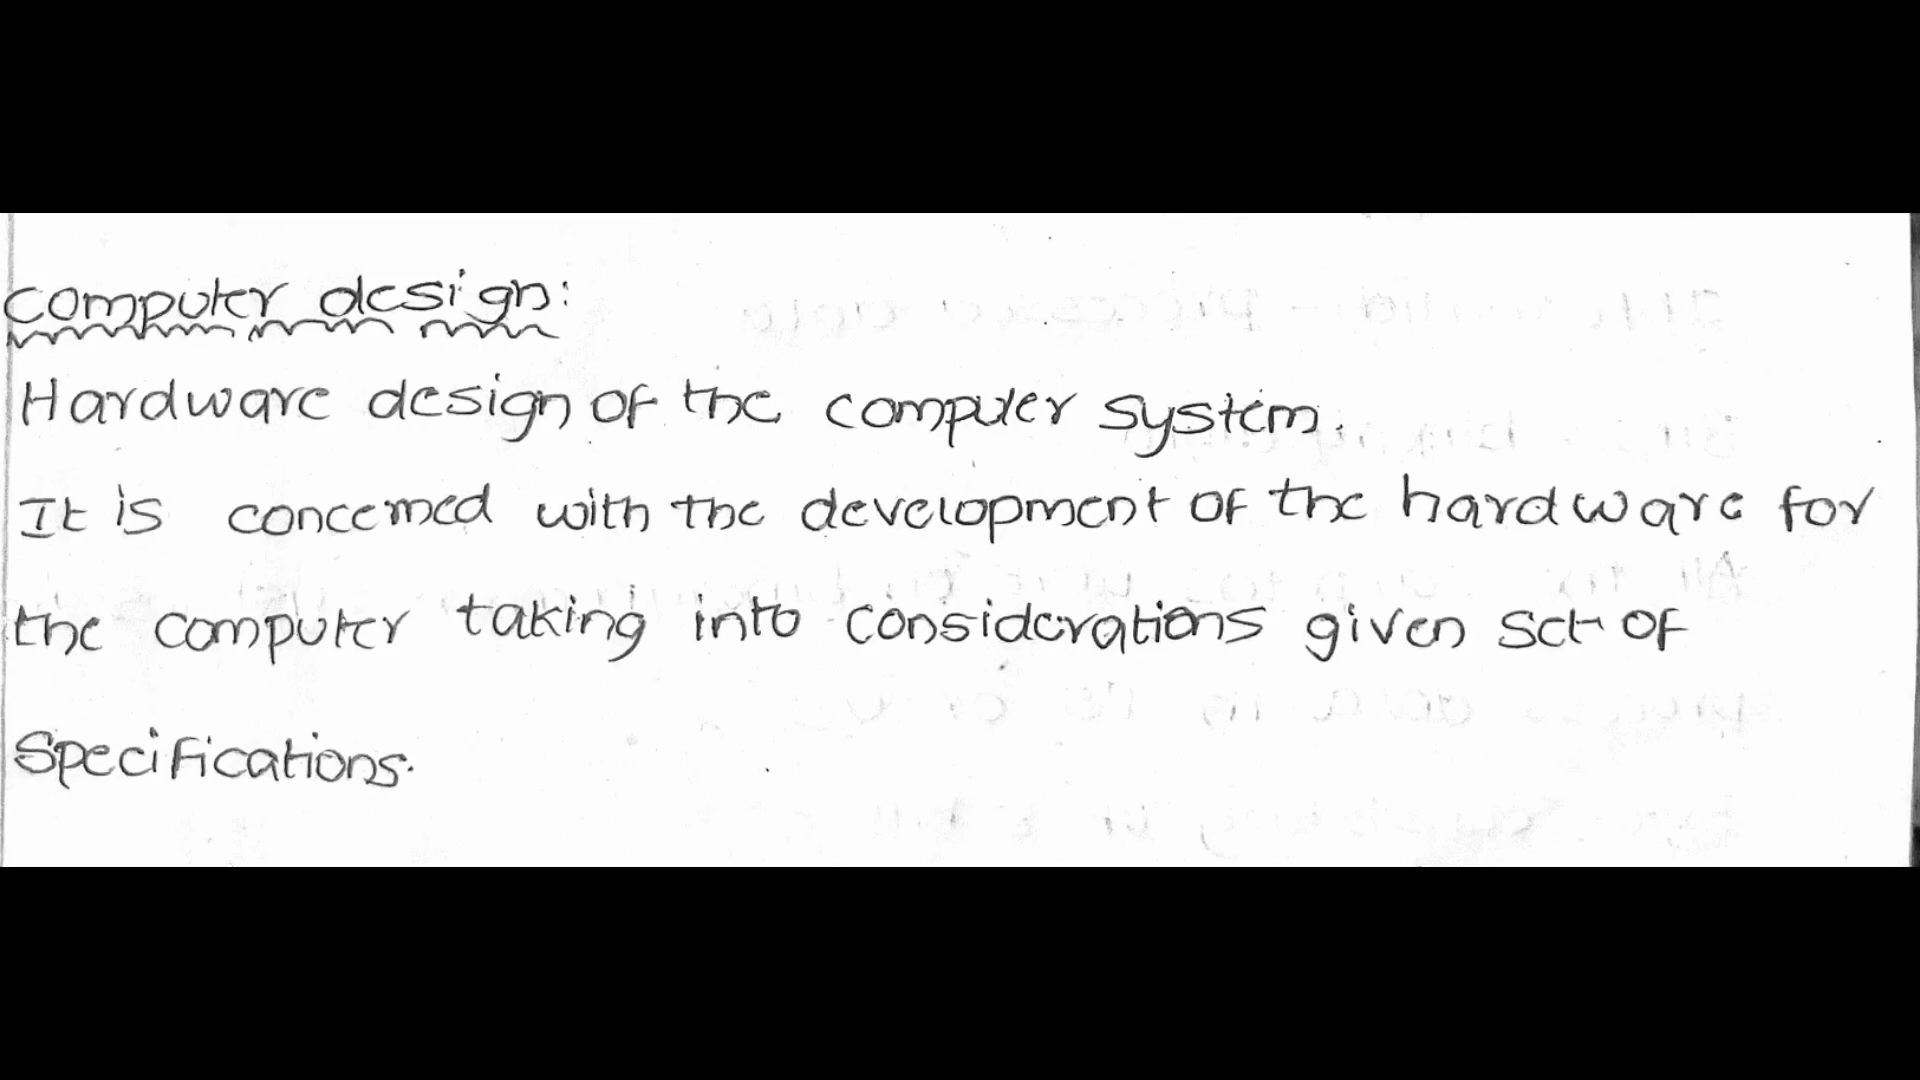 computer design:
Hardware design of the computer system.
It is concerned with the development of the hardware for
the computer taking into considerations given set of
Specifications.